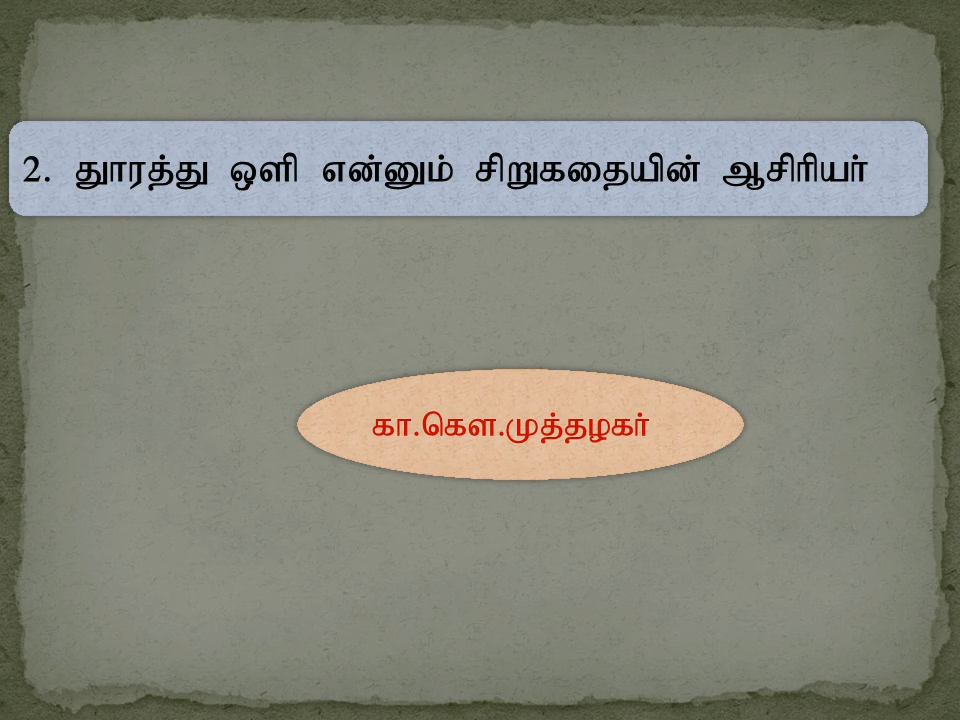 2. தூரத்து ஒளி என்னும் சிறுகதையின் ஆசிரியர்
கா.கௌ.முத்தழகர்